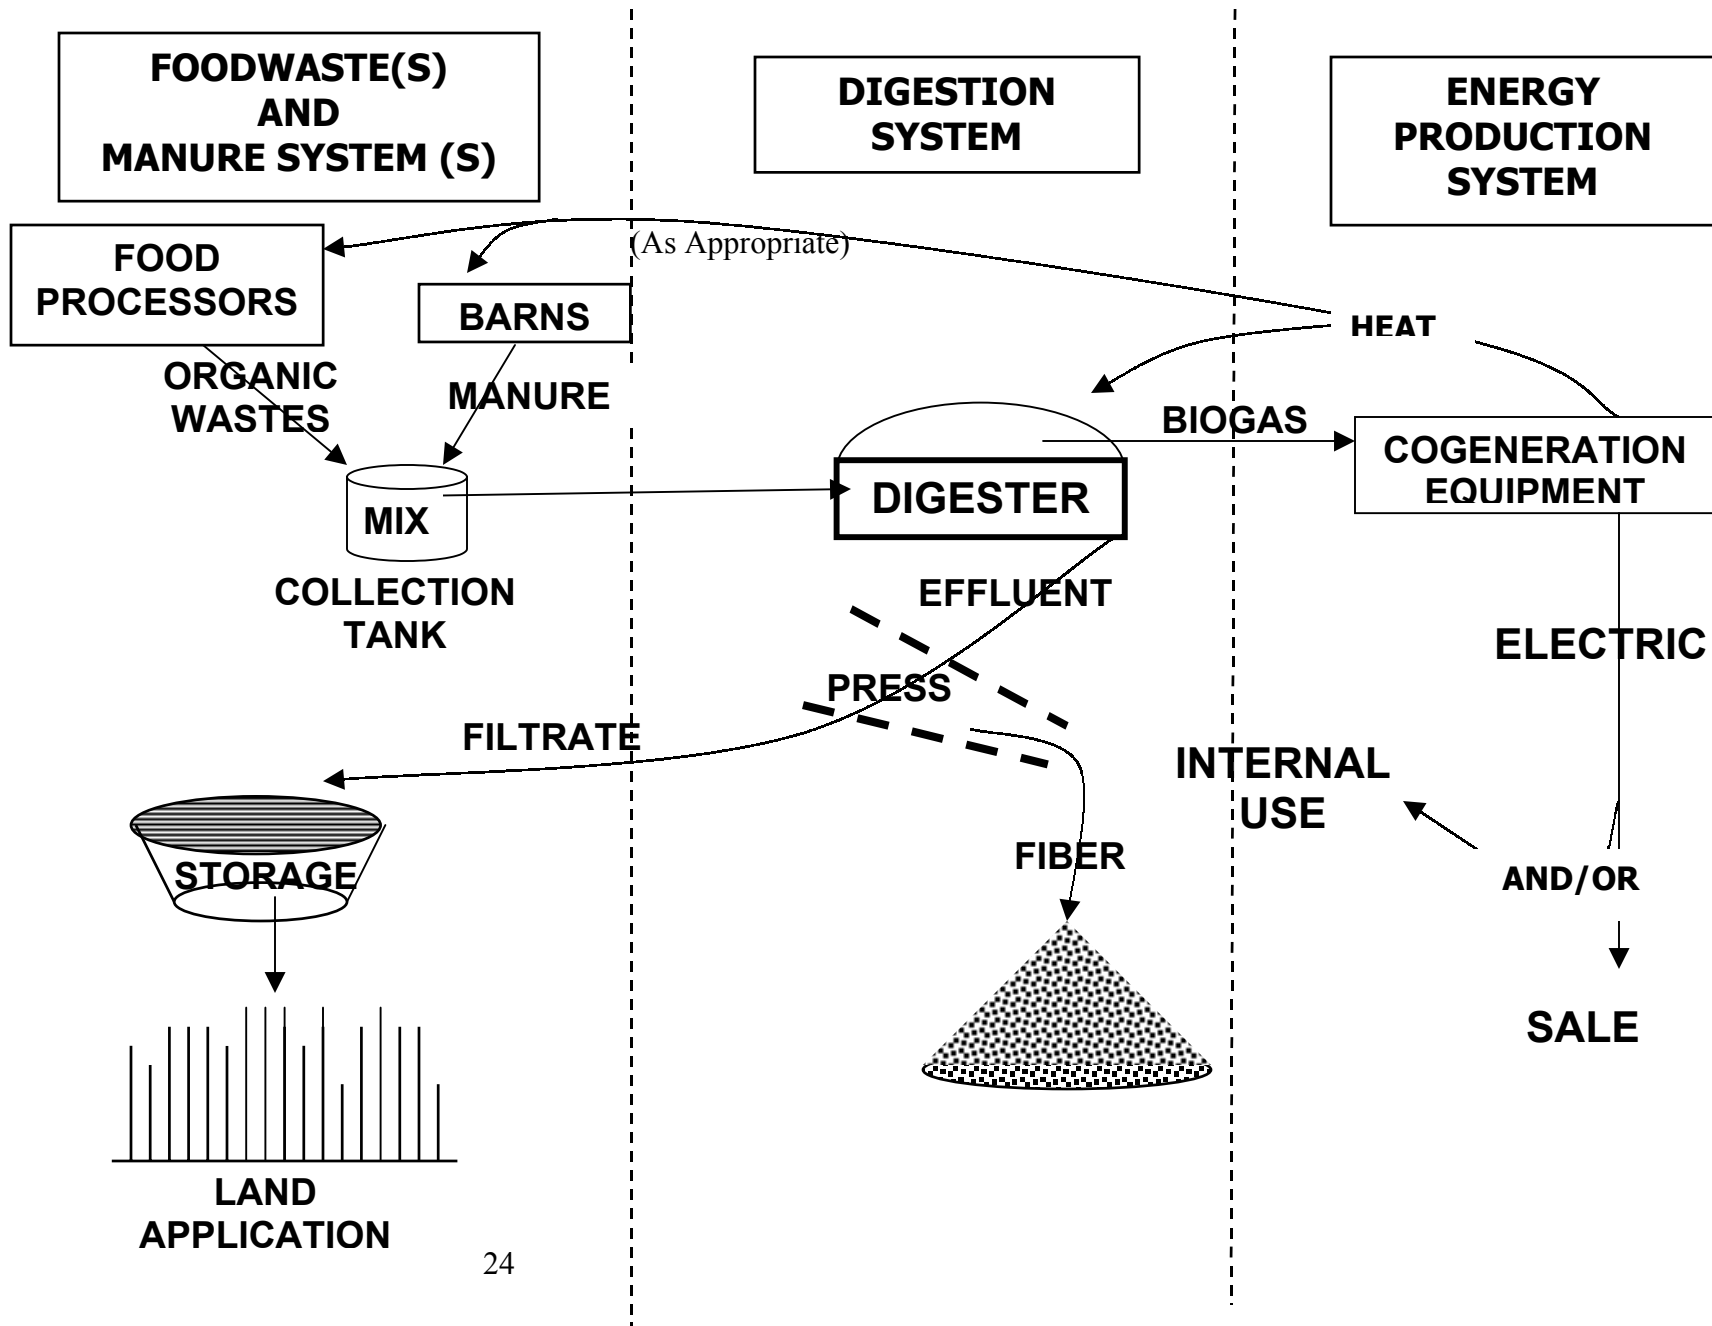 FOODWASTE(S)
AND
MANURE SYSTEM (S)
DIGESTION
SYSTEM
ENERGY
PRODUCTION
SYSTEM
FOOD
PROCESSORS
(As Appropriate)
BARNS
HEAT
ORGANIC
WASTES
MANURE
BIOGAS
COGENERATION
EQUIPMENT
MIX
DIGESTER
COLLECTION
TANK
EFFLUENT
ELECTRIC
PRESS
FILTRATE
INTERNAL
USE
STORAGE
FIBER
AND/OR
SALE
LAND
APPLICATION
24